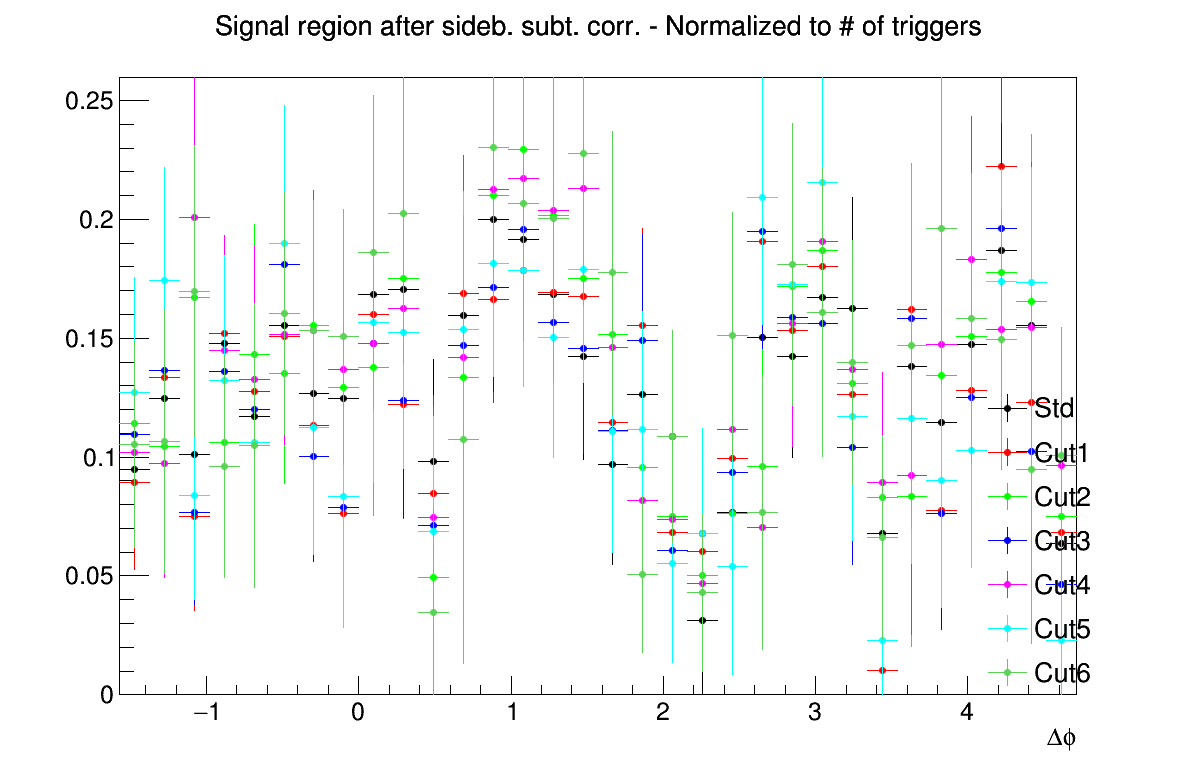 Signal region after sideb. subt. corr. - Normalized to # of triggers
0.25
0.2
0.15
0.1
0.05
0
Std
Cut1
Cut2
Cut3
Cut4
Cut5
Cut6
−1 0 1 2 3 4
Δϕ